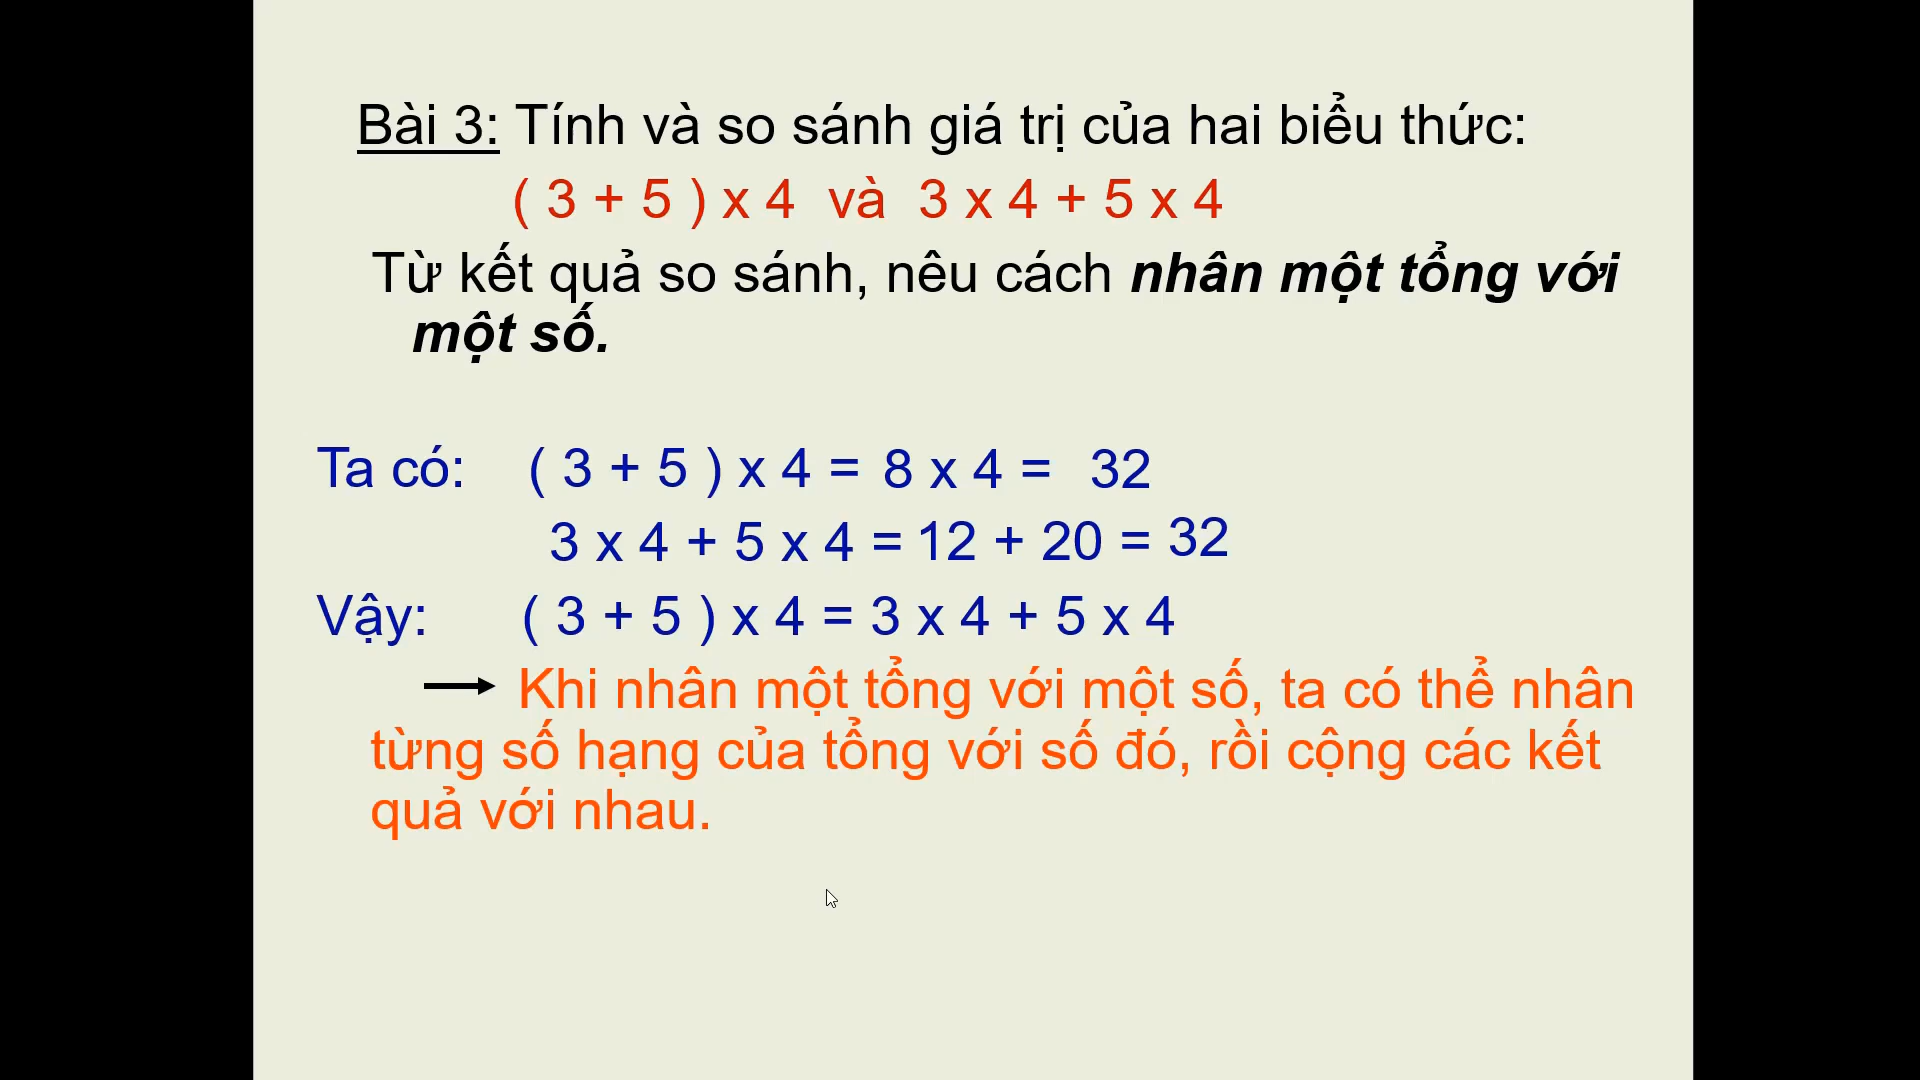 Bài 3: Tính và so sánh giá trị của hai biểu thức:
( 3 + 5 ) x 4 và 3 x 4 + 5 x 4
Từ kết quả so sánh, nêu cách nhân một tổng với
một số.
Ta có: ( 3 + 5 ) x 4 = 8 x 4 = 32
3 x 4 + 5 x 4 = 12 + 20 = 32
Vậy: ( 3 + 5 ) x 4 = 3 x 4 + 5 x 4
Khi nhân một tổng với một số, ta có thể nhân
từng số hạng của tổng với số đó, rồi cộng các kết
quả với nhau.